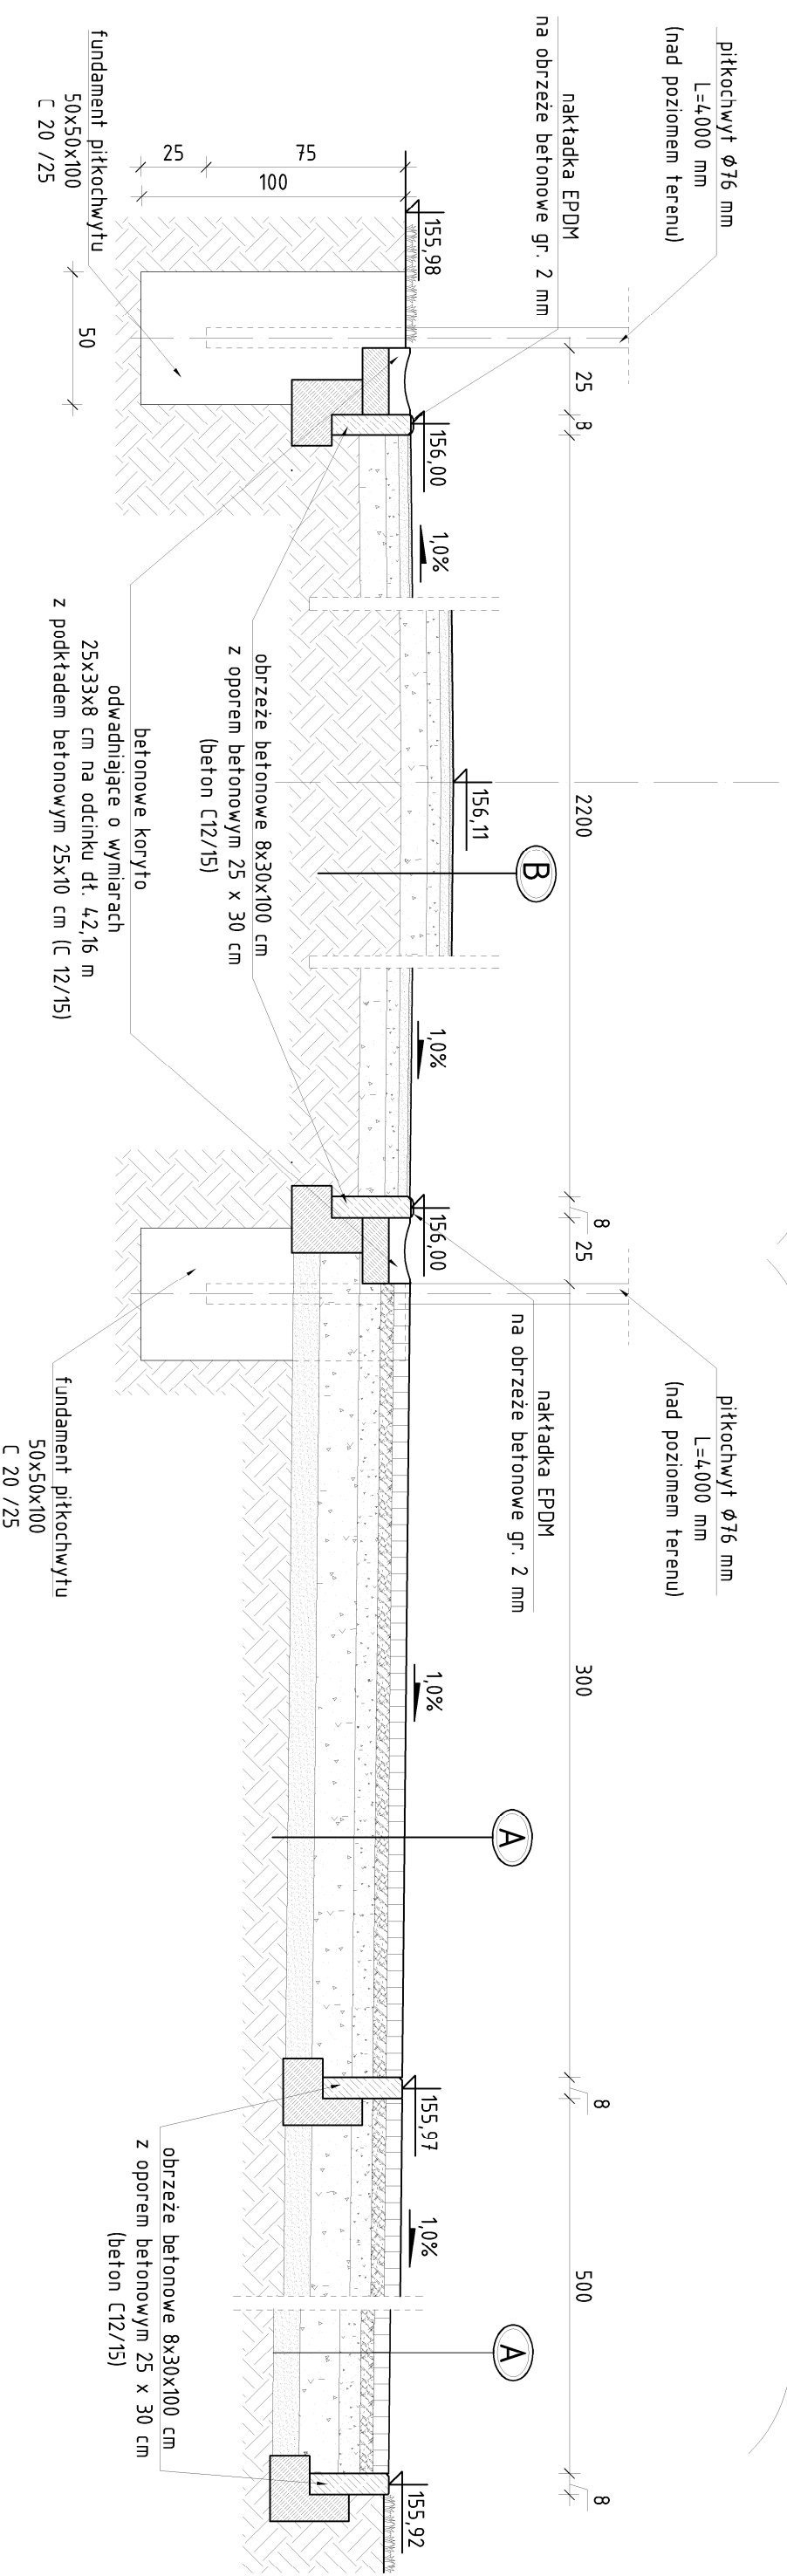 piłkochwyt ϕ76 mm
L=4000 mm
(nad poziomem terenu)
nakładka EPDM
na obrzeże betonowe gr. 2 mm
piłkochwyt ϕ76 mm
L=4000 mm
(nad poziomem terenu)
nakładka EPDM
na obrzeże betonowe gr. 2 mm
25
8
2200
8
25
300
8
500
8
155,98
156,00
1,0%
156,11
B
1,0%
156,00
1,0%
A
155,97
1,0%
A
155,92
75
25
100
50
fundament piłkochwytu
50x50x100
C 20 /25
obrzeże betonowe 8x30x100 cm
z oporem betonowym 25 x 30 cm
(beton C12/15)
betonowe koryto
odwadniające o wymiarach
25x33x8 cm na odcinku dł. 42,16 m
z podkładem betonowym 25x10 cm (C 12/15)
fundament piłkochwytu
50x50x100
C 20 /25
obrzeże betonowe 8x30x100 cm
z oporem betonowym 25 x 30 cm
(beton C12/15)